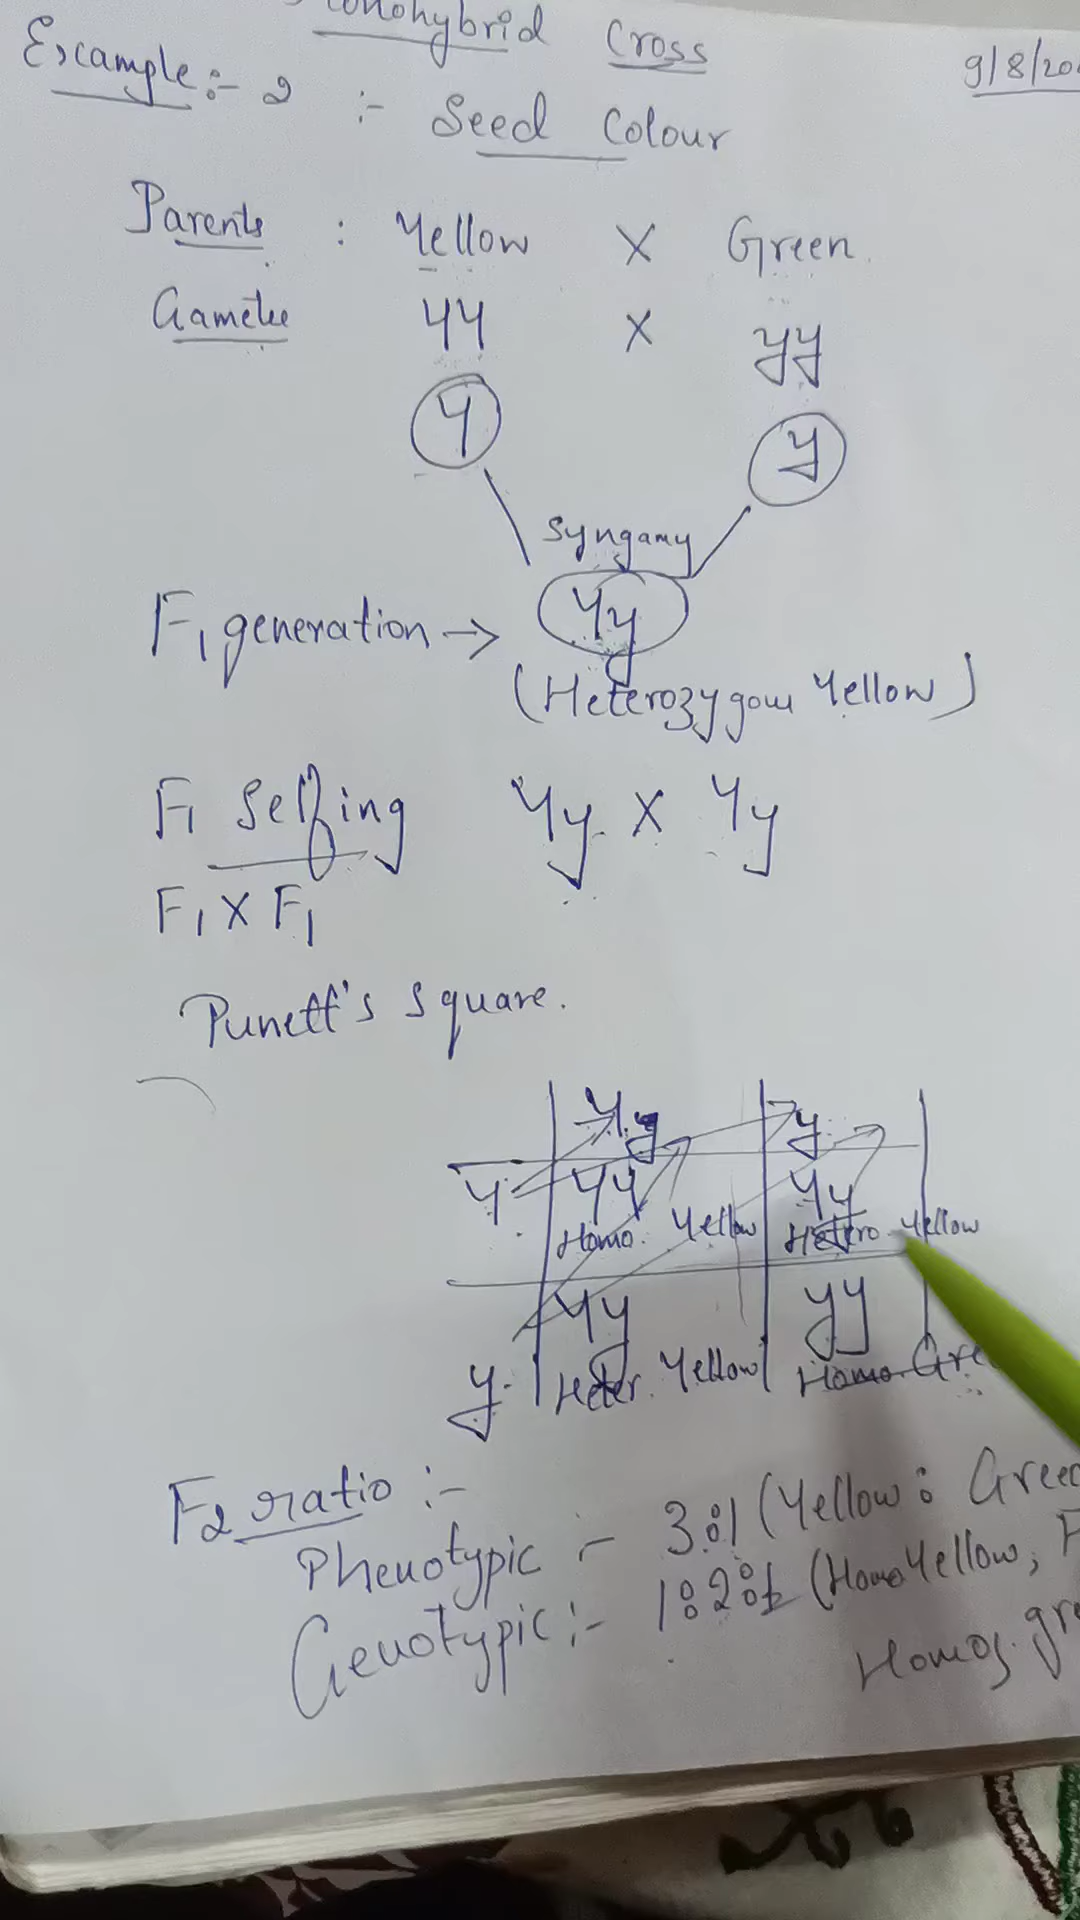 Monohybrid Cross
Example:- 2 :- Seed Colour
9/8/20
Parents : Yellow X Green
Gamete YY X yy
Y y
Syngamy
F1 generation → Yy
(Heterozygous Yellow)
F1 Selfing Yy X Yy
F1 X F1
Punett's Square.
Y y
Y YY Yy
Homo. Yellow Hetero Yellow
y. Yy yy
Heter. Yellow Homo. Gre
F2 ratio :-
Phenotypic :- 3:1 (Yellow : Green
Genotypic :- 1:2:1 (Homo Yellow,
Homoz. gr